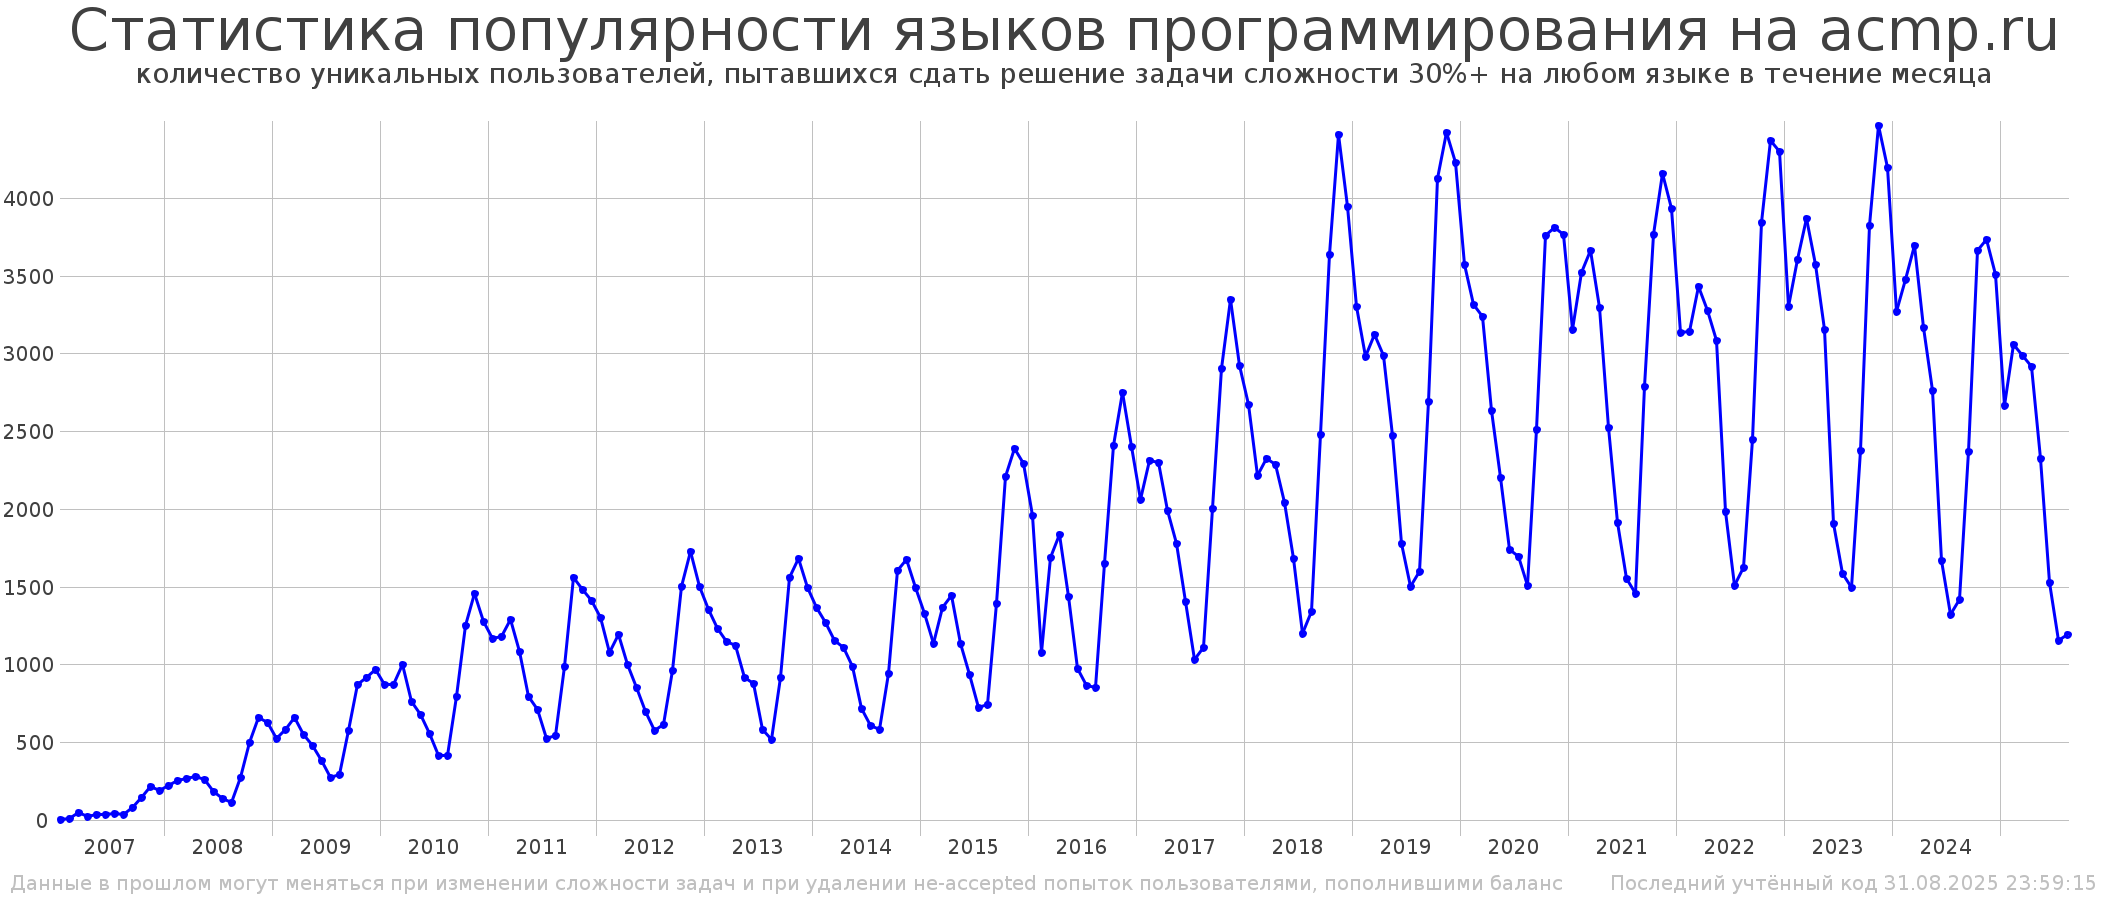 Статистика популярности языков программирования на acmp.ru
количество уникальных пользователей, пытавшихся сдать решение задачи сложности 30%+ на любом языке в течение месяца
4000
3500
3000
2500
2000
1500
1000
500
0
2007 2008 2009 2010 2011 2012 2013 2014 2015 2016 2017 2018 2019 2020 2021 2022 2023 2024
Данные в прошлом могут меняться при изменении сложности задач и при удалении не-accepted попыток пользователями, пополнившими баланс Последний учтённый код 31.08.2025 23:59:15